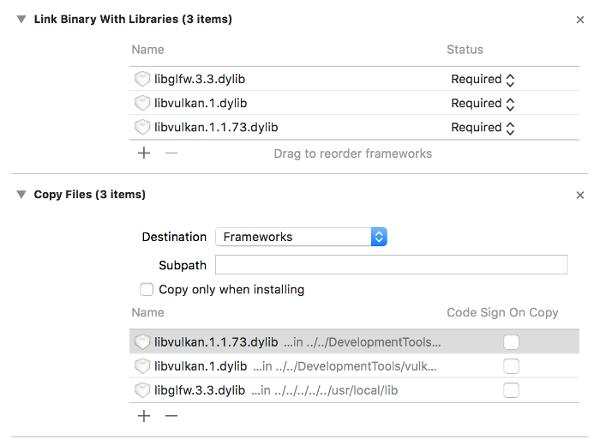 Link Binary With Libraries (3 items)
Name Status
libglfw.3.3.dylib Required
libvulkan.1.dylib Required
libvulkan.1.1.73.dylib Required
Drag to reorder frameworks
Copy Files (3 items)
Destination Frameworks
Subpath
Copy only when installing
Name Code Sign On Copy
libvulkan.1.1.73.dylib ...in ../../DevelopmentTools...
libvulkan.1.dylib ...in ../../DevelopmentTools/vulk...
libglfw.3.3.dylib ...in ../../../../../usr/local/lib